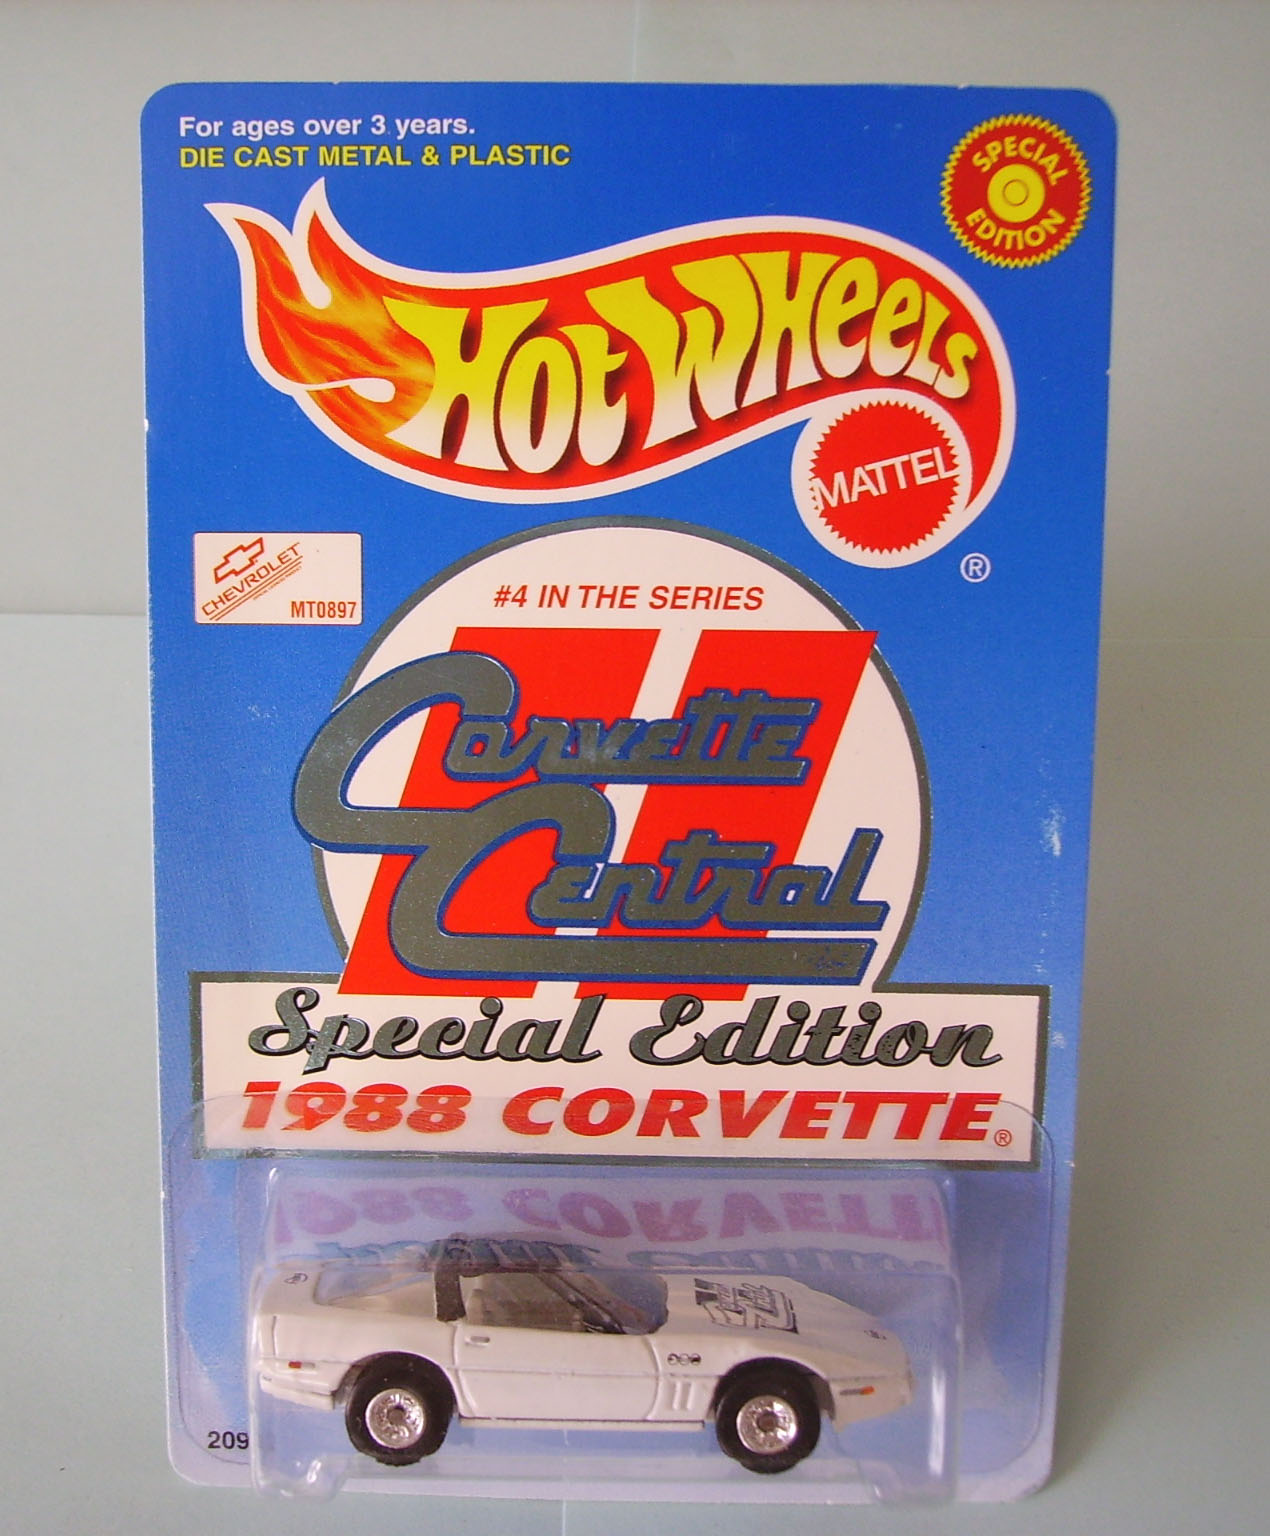 For ages over 3 years.
DIE CAST METAL & PLASTIC
SPECIAL
EDITION
HOT WHEELS
MATTEL
®
CHEVROLET
MT0897
#4 IN THE SERIES
Corvette
Central
Special Edition
1988 CORVETTE®
209